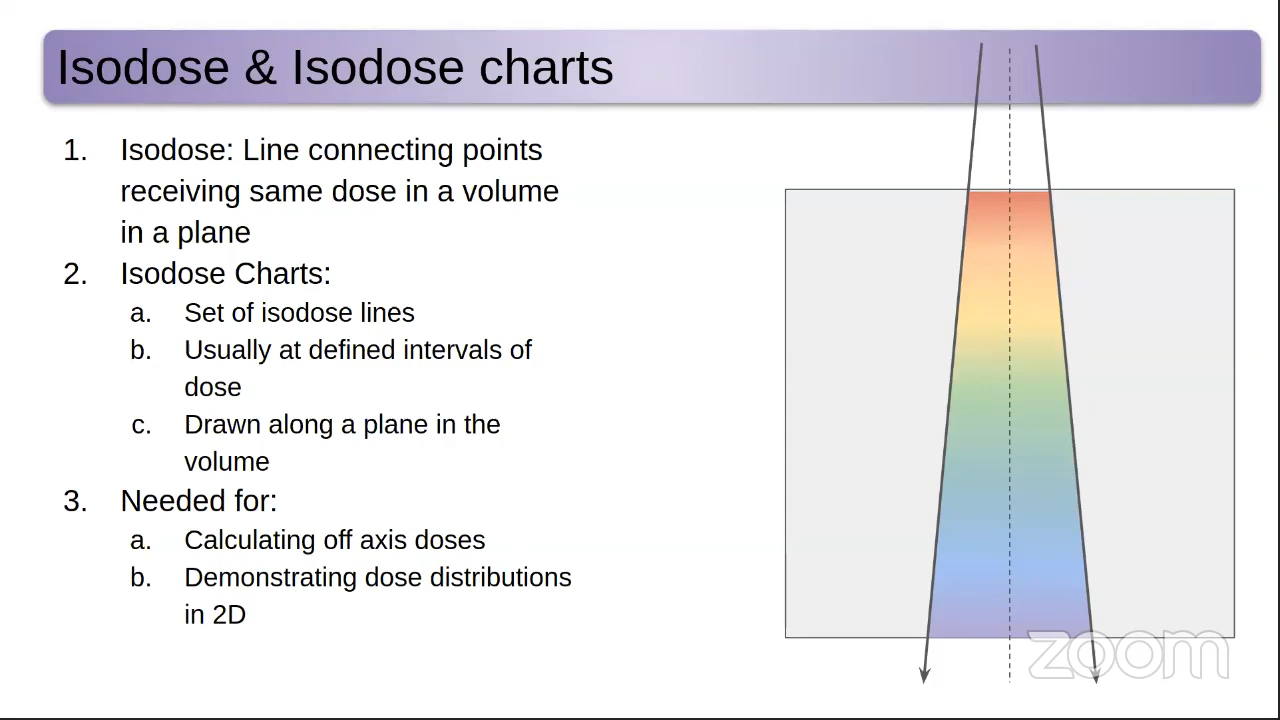 Isodose & Isodose charts
1. Isodose: Line connecting points
receiving same dose in a volume
in a plane
2. Isodose Charts:
a. Set of isodose lines
b. Usually at defined intervals of
dose
c. Drawn along a plane in the
volume
3. Needed for:
a. Calculating off axis doses
b. Demonstrating dose distributions
in 2D
zoom